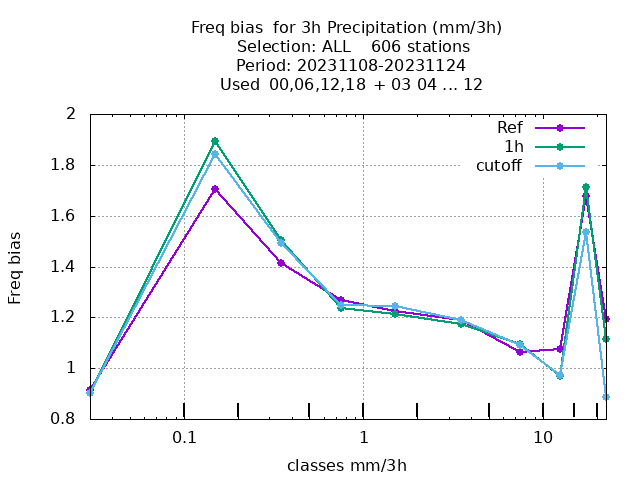 Freq bias  for 3h Precipitation (mm/3h)
Selection: ALL    606 stations
Period: 20231108-20231124
Used  00,06,12,18  + 03 04 ... 12
Ref
1h
cutoff
2
1.8
1.6
1.4
1.2
1
0.8
Freq bias
0.1 1 10
classes mm/3h